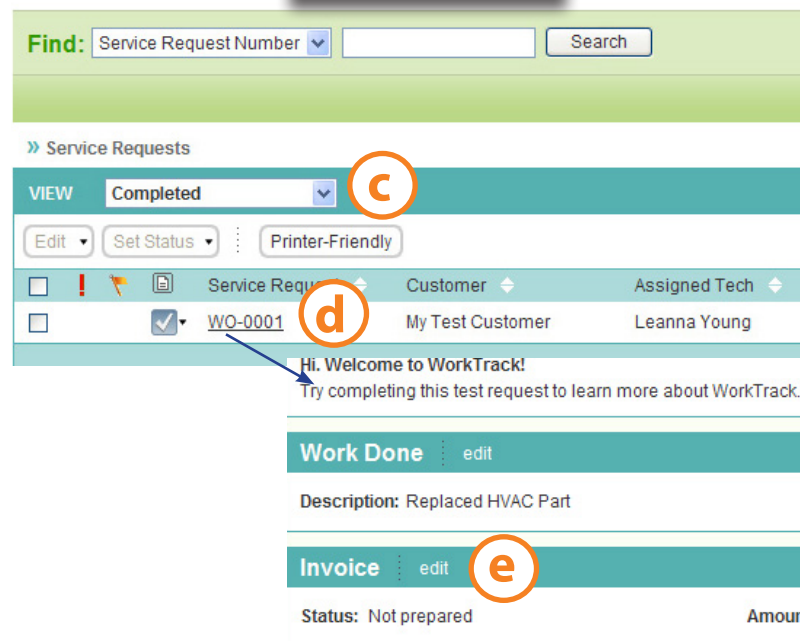 Find: Service Request Number Search
» Service Requests
VIEW Completed c
Edit Set Status Printer-Friendly
! Service Request Customer Assigned Tech
WO-0001 d My Test Customer Leanna Young
Hi. Welcome to WorkTrack!
Try completing this test request to learn more about WorkTrack.
Work Done edit
Description: Replaced HVAC Part
Invoice edit e
Status: Not prepared